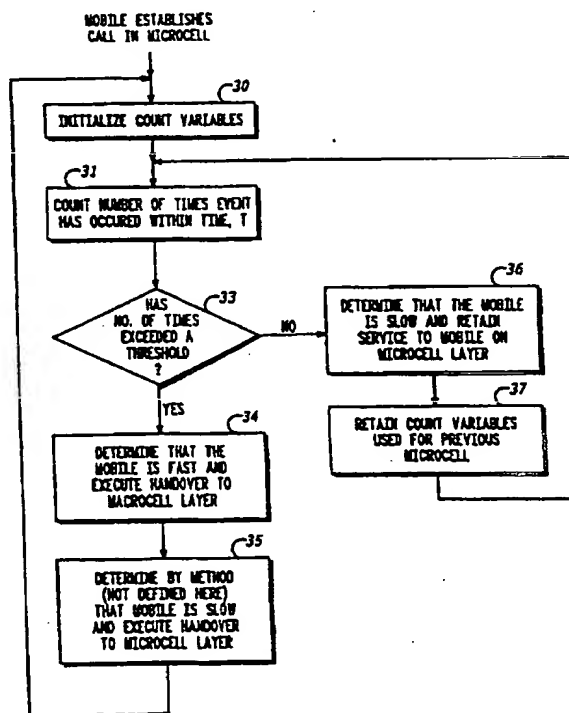 MOBILE ESTABLISHES
CALL IN MICROCELL
30
INITIALIZE COUNT VARIABLES
31
COUNT NUMBER OF TIMES EVENT
HAS OCCURED WITHIN TIME, T
33
HAS
NO. OF TIMES
EXCEEDED A
THRESHOLD
?
NO
YES
36
DETERMINE THAT THE MOBILE
IS SLOW AND RETAIN
SERVICE TO MOBILE ON
MICROCELL LAYER
37
RETAIN COUNT VARIABLES
USED FOR PREVIOUS
MICROCELL
34
DETERMINE THAT THE
MOBILE IS FAST AND
EXECUTE HANDOVER TO
MACROCELL LAYER
35
DETERMINE BY METHOD
(NOT DEFINED HERE)
THAT MOBILE IS SLOW
AND EXECUTE HANDOVER
TO MICROCELL LAYER